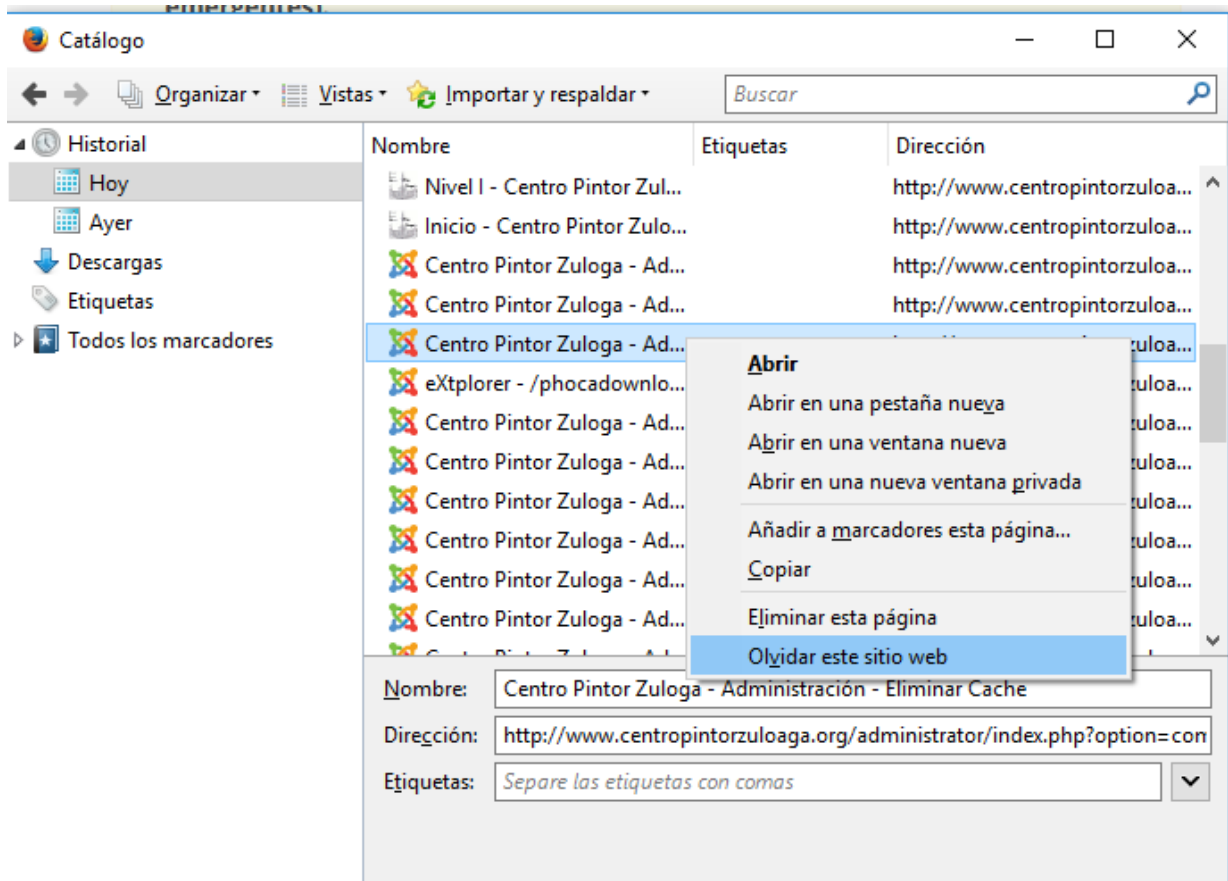 emergentes).
Catálogo
Organizar Vistas Importar y respaldar Buscar
Historial
Hoy
Ayer
Descargas
Etiquetas
Todos los marcadores
Nombre Etiquetas Dirección
Nivel I - Centro Pintor Zul... http://www.centropintorzuloa...
Inicio - Centro Pintor Zulo... http://www.centropintorzuloa...
Centro Pintor Zuloga - Ad... http://www.centropintorzuloa...
Centro Pintor Zuloga - Ad... http://www.centropintorzuloa...
Centro Pintor Zuloga - Ad... zuloa...
eXtplorer - /phocadownlo... zuloa...
Centro Pintor Zuloga - Ad... zuloa...
Centro Pintor Zuloga - Ad... zuloa...
Centro Pintor Zuloga - Ad... zuloa...
Centro Pintor Zuloga - Ad... zuloa...
Centro Pintor Zuloga - Ad... zuloa...
Centro Pintor Zuloga - Ad... zuloa...
Abrir
Abrir en una pestaña nueva
Abrir en una ventana nueva
Abrir en una nueva ventana privada
Añadir a marcadores esta página...
Copiar
Eliminar esta página
Olvidar este sitio web
Nombre: Centro Pintor Zuloga - Administración - Eliminar Cache
Dirección: http://www.centropintorzuloaga.org/administrator/index.php?option=com
Etiquetas: Separe las etiquetas con comas